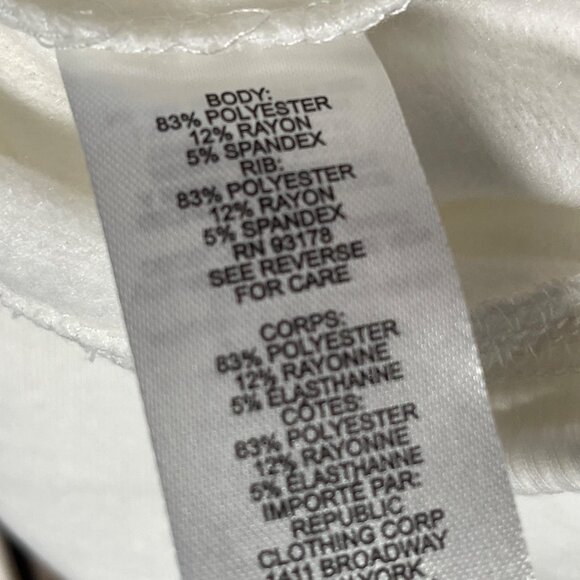 BODY:
83% POLYESTER
12% RAYON
5% SPANDEX
RIB:
83% POLYESTER
12% RAYON
5% SPANDEX
RN 93178
SEE REVERSE
FOR CARE
CORPS:
83% POLYESTER
12% RAYONNE
5% ELASTHANNE
CÔTES:
83% POLYESTER
12% RAYONNE
5% ELASTHANNE
IMPORTE PAR:
REPUBLIC
CLOTHING CORP
1411 BROADWAY
YORK